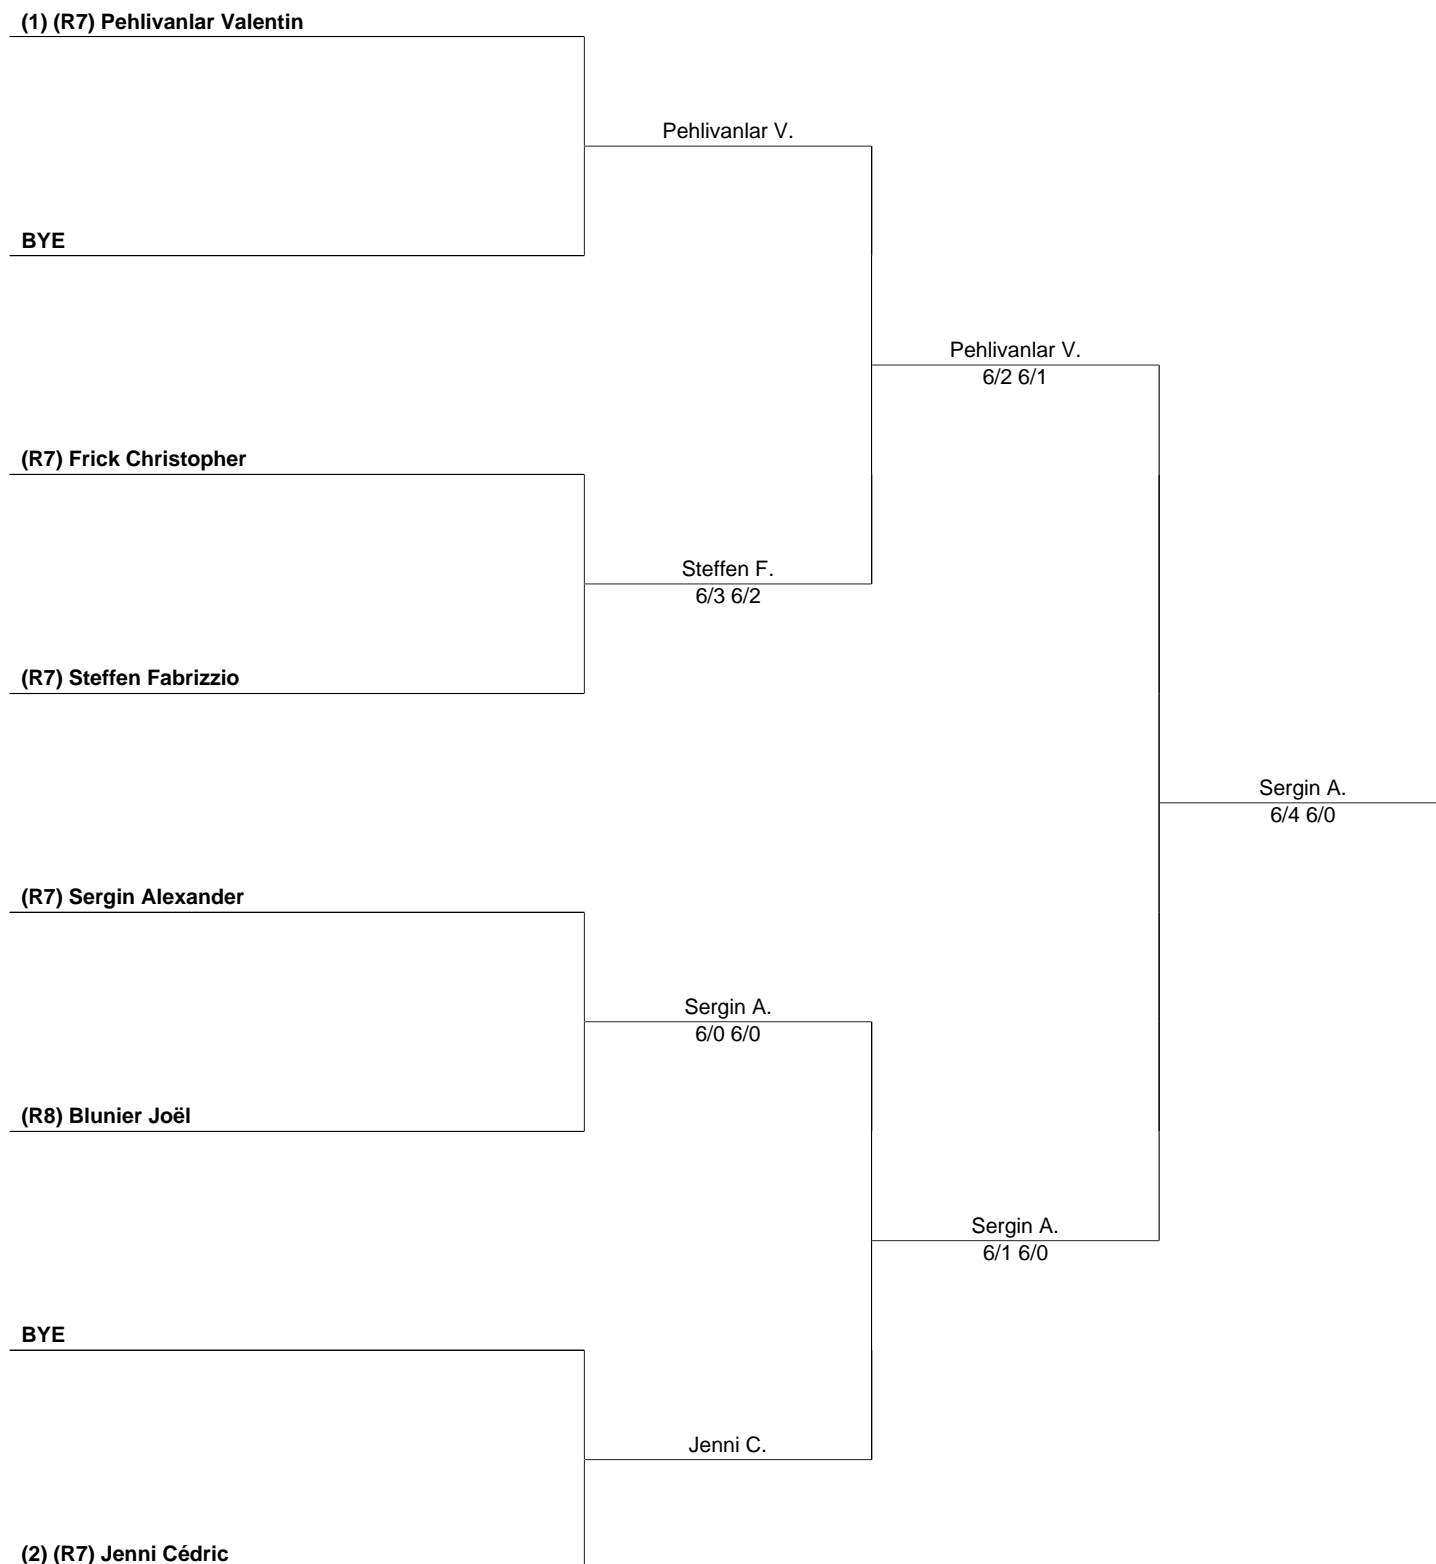 (1) (R7) Pehlivanlar Valentin
Pehlivanlar V.
BYE
Pehlivanlar V.
6/2 6/1
(R7) Frick Christopher
Steffen F.
6/3 6/2
(R7) Steffen Fabrizzio
Sergin A.
6/4 6/0
(R7) Sergin Alexander
Sergin A.
6/0 6/0
(R8) Blunier Joël
Sergin A.
6/1 6/0
BYE
Jenni C.
(2) (R7) Jenni Cédric